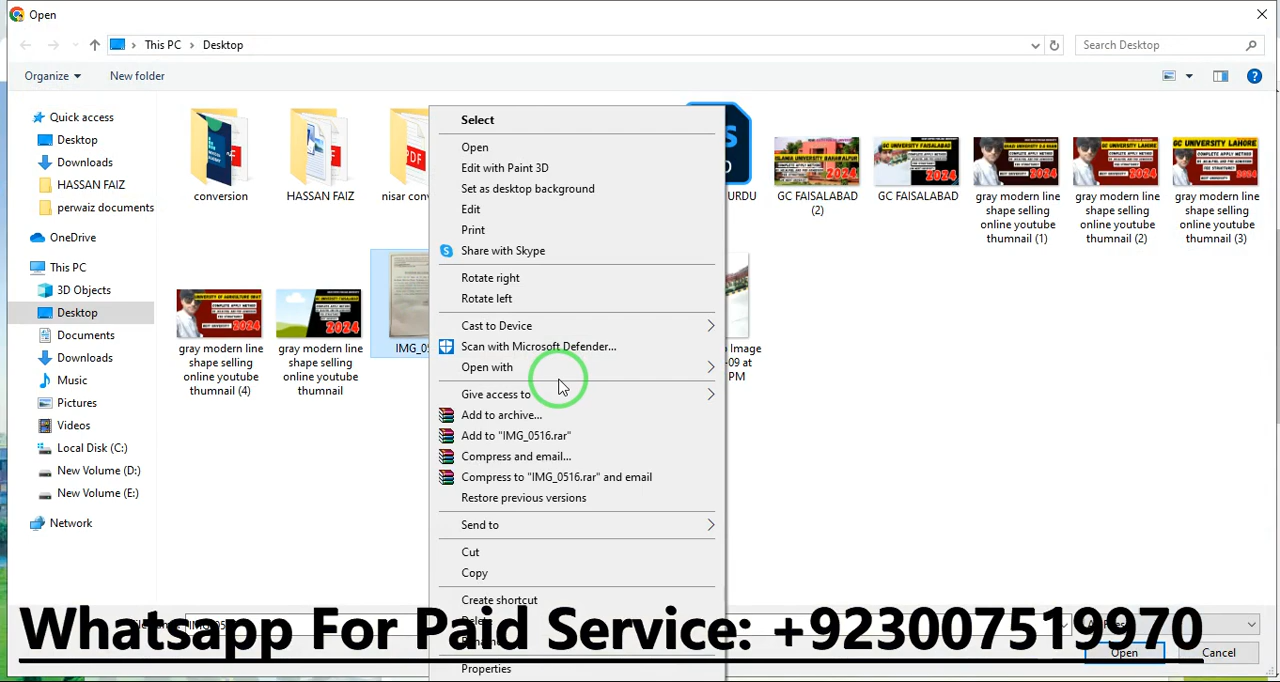 Open
This PC
Desktop
Search Desktop
Organize
New folder
Quick access
Desktop
Downloads
HASSAN FAIZ
perwaiz documents
OneDrive
This PC
3D Objects
Desktop
Documents
Downloads
Music
Pictures
Videos
Local Disk (C:)
New Volume (D:)
New Volume (E:)
Network
conversion
HASSAN FAIZ
nisar con
URDU
GC FAISALABAD
(2)
GC FAISALABAD
gray modern line
shape selling
online youtube
thumnail (1)
gray modern line
shape selling
online youtube
thumnail (2)
gray modern line
shape selling
online youtube
thumnail (3)
gray modern line
shape selling
online youtube
thumnail (4)
gray modern line
shape selling
online youtube
thumnail
Image
-09 at
PM
Select
Open
Edit with Paint 3D
Set as desktop background
Edit
Print
Share with Skype
Rotate right
Rotate left
Cast to Device
Scan with Microsoft Defender...
Open with
Give access to
Add to archive...
Add to "IMG_0516.rar"
Compress and email...
Compress to "IMG_0516.rar" and email
Restore previous versions
Send to
Cut
Copy
Create shortcut
Properties
Whatsapp For Paid Service: +923007519970
Open
Cancel